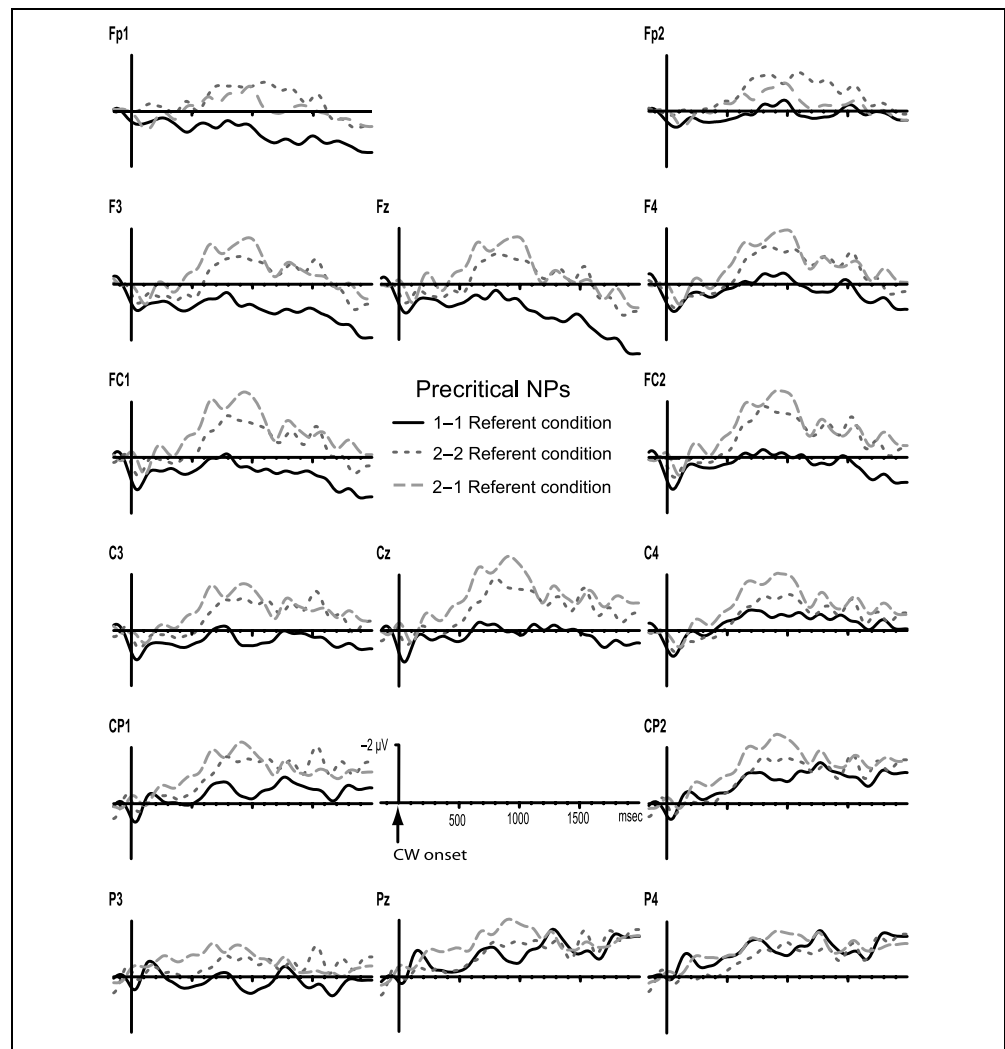 Fp1
Fp2
F3
Fz
F4
FC1
FC2
Precritical NPs
1–1 Referent condition
2–2 Referent condition
2–1 Referent condition
C3
Cz
C4
CP1
CP2
–2 µV
500 1000 1500 msec
CW onset
P3
Pz
P4